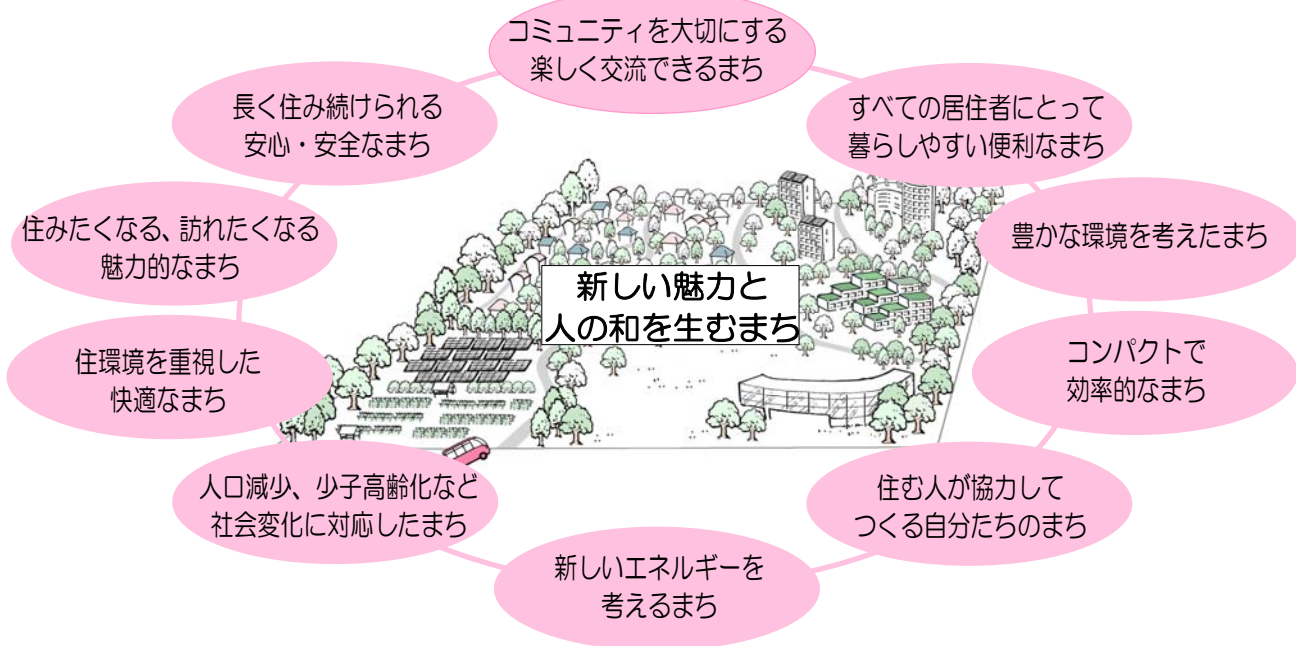 コミュニティを大切にする
楽しく交流できるまち
すべての居住者にとって
暮らしやすい便利なまち
豊かな環境を考えたまち
コンパクトで
効率的なまち
住む人が協力して
つくる自分たちのまち
新しいエネルギーを
考えるまち
人口減少、少子高齢化など
社会変化に対応したまち
住環境を重視した
快適なまち
住みたくなる、訪れたくなる
魅力的なまち
長く住み続けられる
安心・安全なまち
新しい魅力と
人の和を生むまち